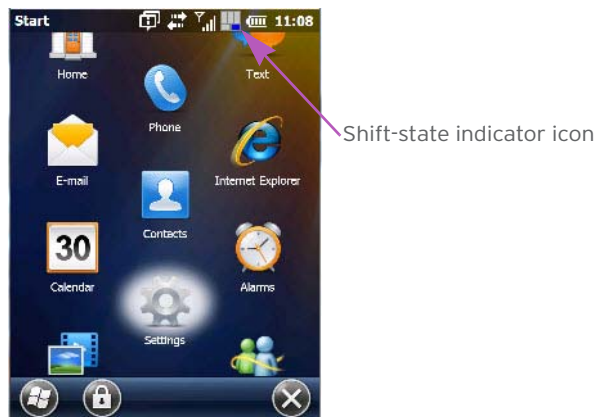 Start 11:08
Home
Text
Phone
Shift-state indicator icon
E-mail
Internet Explorer
Contacts
30
Calendar
Alarms
Settings